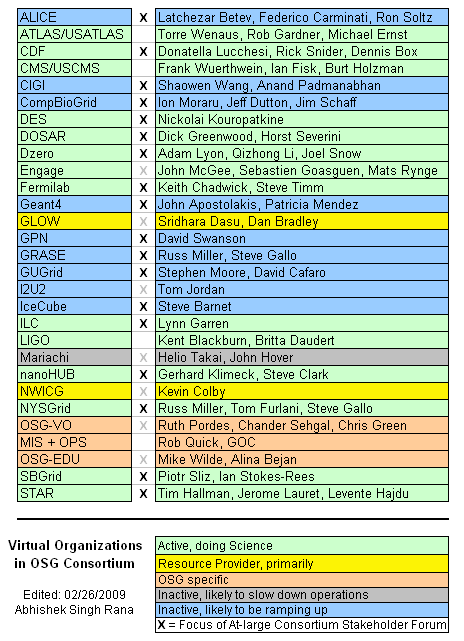 ALICE X Latchezar Betev, Federico Carminati, Ron Soltz
ATLAS/USATLAS Torre Wenaus, Rob Gardner, Michael Ernst
CDF X Donatella Lucchesi, Rick Snider, Dennis Box
CMS/USCMS Frank Wuerthwein, Ian Fisk, Burt Holzman
CIGI X Shaowen Wang, Anand Padmanabhan
CompBioGrid X Ion Moraru, Jeff Dutton, Jim Schaff
DES X Nickolai Kouropatkine
DOSAR X Dick Greenwood, Horst Severini
Dzero X Adam Lyon, Qizhong Li, Joel Snow
Engage X John McGee, Sebastien Goasguen, Mats Rynge
Fermilab X Keith Chadwick, Steve Timm
Geant4 X John Apostolakis, Patricia Mendez
GLOW X Sridhara Dasu, Dan Bradley
GPN X David Swanson
GRASE X Russ Miller, Steve Gallo
GUGrid X Stephen Moore, David Cafaro
I2U2 X Tom Jordan
IceCube X Steve Barnet
ILC X Lynn Garren
LIGO Kent Blackburn, Britta Daudert
Mariachi X Helio Takai, John Hover
nanoHUB X Gerhard Klimeck, Steve Clark
NWICG X Kevin Colby
NYSGrid X Russ Miller, Tom Furlani, Steve Gallo
OSG-VO X Ruth Pordes, Chander Sehgal, Chris Green
MIS + OPS Rob Quick, GOC
OSG-EDU X Mike Wilde, Alina Bejan
SBGrid X Piotr Sliz, Ian Stokes-Rees
STAR X Tim Hallman, Jerome Lauret, Levente Hajdu
Virtual Organizations
in OSG Consortium
Edited: 02/26/2009
Abhishek Singh Rana
Active, doing Science
Resource Provider, primarily
OSG specific
Inactive, likely to slow down operations
Inactive, likely to be ramping up
X = Focus of At-large Consortium Stakeholder Forum